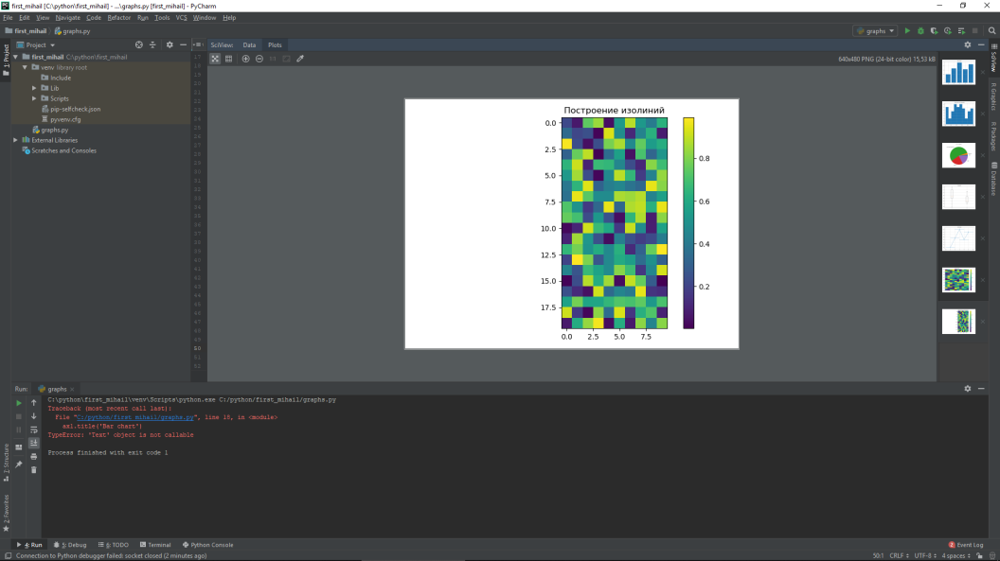 first_mihail [C:\python\first_mihail] - ...\graphs.py [first_mihail] - PyCharm
File Edit View Navigate Code Refactor Run Tools VCS Window Help
first_mihail graphs.py
graphs
1: Project
Project
SciView: Data Plots
SciView
R Graphics
R Packages
Database
first_mihail C:\python\first_mihail
venv library root
Include
Lib
Scripts
pip-selfcheck.json
pyvenv.cfg
graphs.py
External Libraries
Scratches and Consoles
640x480 PNG (24-bit color) 15,53 kB
Построение изолиний
0.0
2.5
5.0
7.5
10.0
12.5
15.0
17.5
0.0 2.5 5.0 7.5
0.8
0.6
0.4
0.2
Run: graphs
C:\python\first_mihail\venv\Scripts\python.exe C:/python/first_mihail/graphs.py
Traceback (most recent call last):
File "C:/python/first_mihail/graphs.py", line 18, in <module>
ax1.title('Bar chart')
TypeError: 'Text' object is not callable
Process finished with exit code 1
7: Structure
2: Favorites
4: Run 5: Debug 6: TODO Terminal Python Console
2 Event Log
Connection to Python debugger failed: socket closed (2 minutes ago)
50:1 CRLF UTF-8 4 spaces